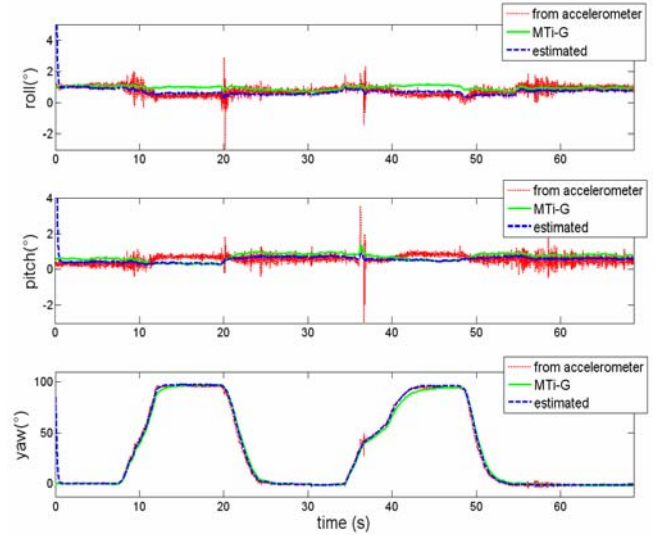 from accelerometer
MTi-G
estimated
roll(°)
4
2
0
-2
0 10 20 30 40 50 60
from accelerometer
MTi-G
estimated
pitch(°)
4
2
0
-2
0 10 20 30 40 50 60
from accelerometer
MTi-G
estimated
yaw(°)
100
50
0
0 10 20 30 40 50 60
time (s)